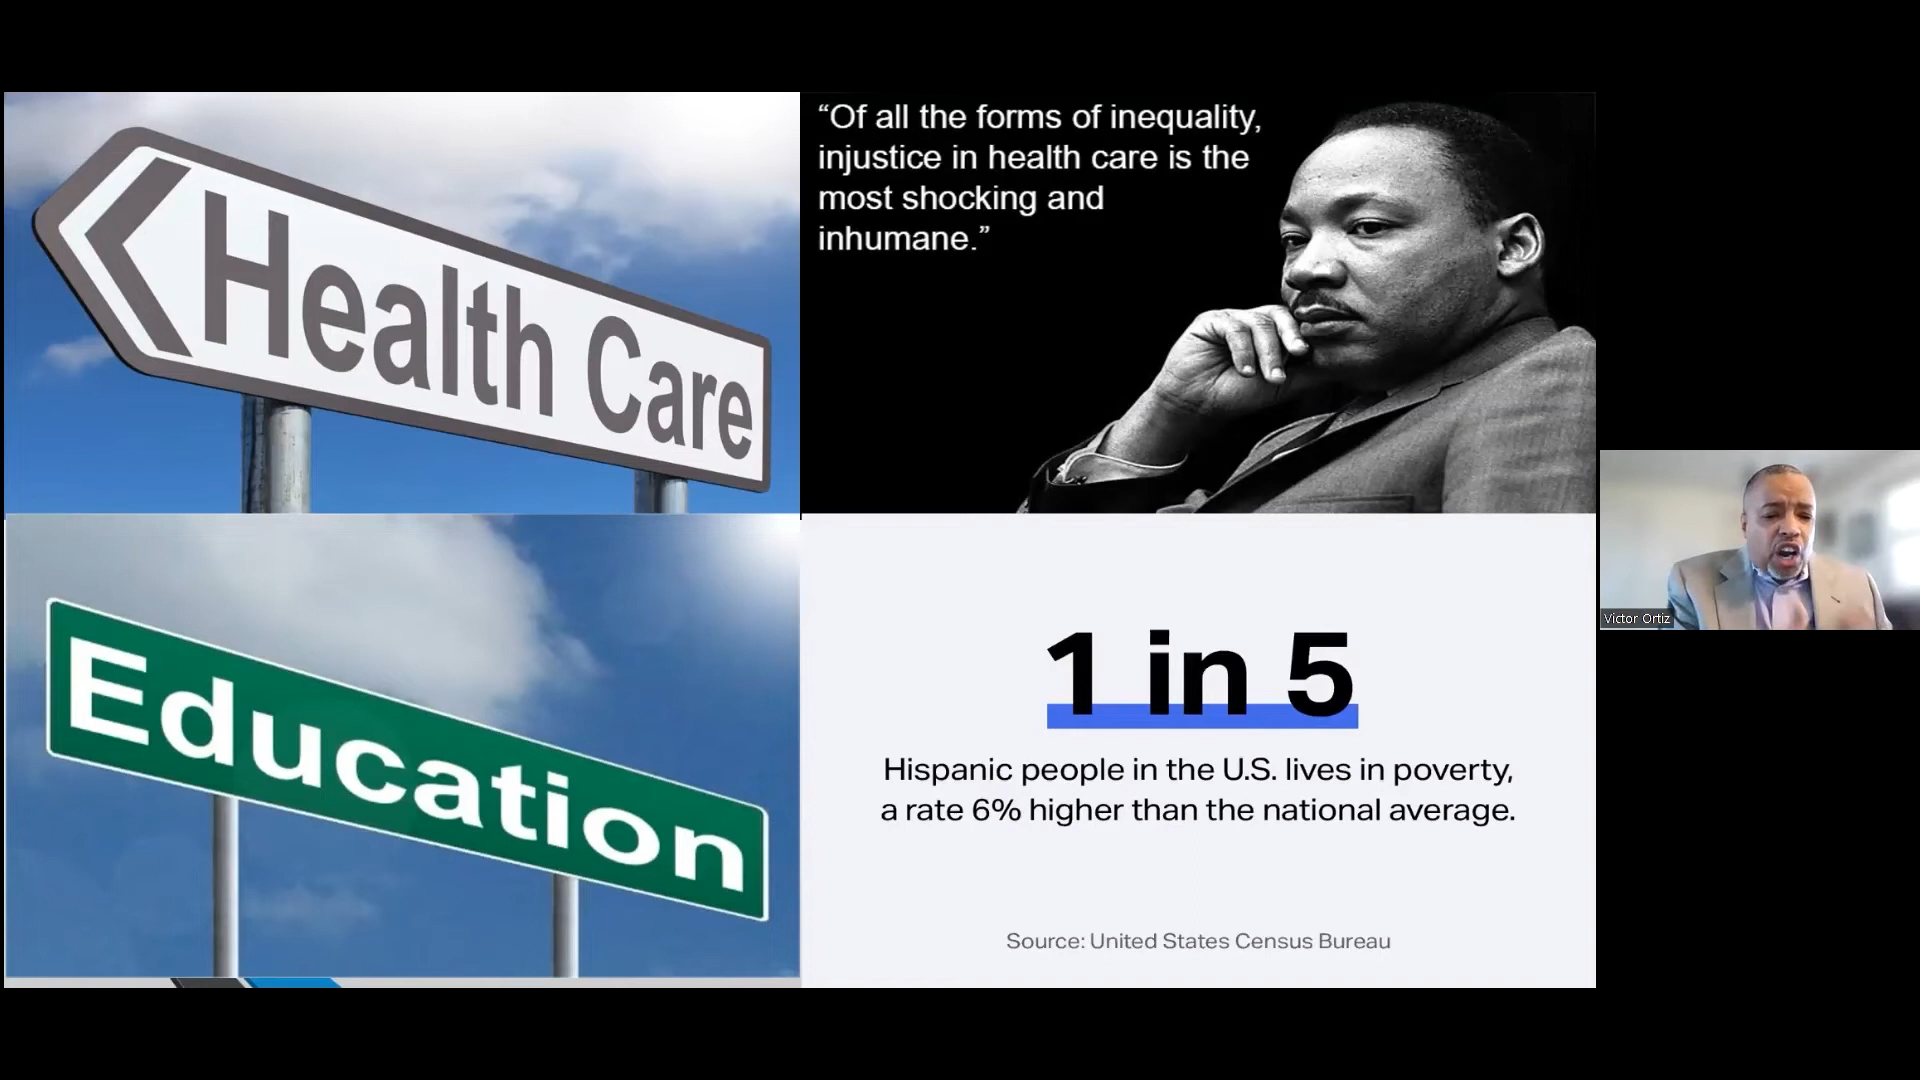 Health Care
“Of all the forms of inequality,
injustice in health care is the
most shocking and
inhumane.”
Education
1 in 5
Hispanic people in the U.S. lives in poverty,
a rate 6% higher than the national average.
Source: United States Census Bureau
Victor Ortiz